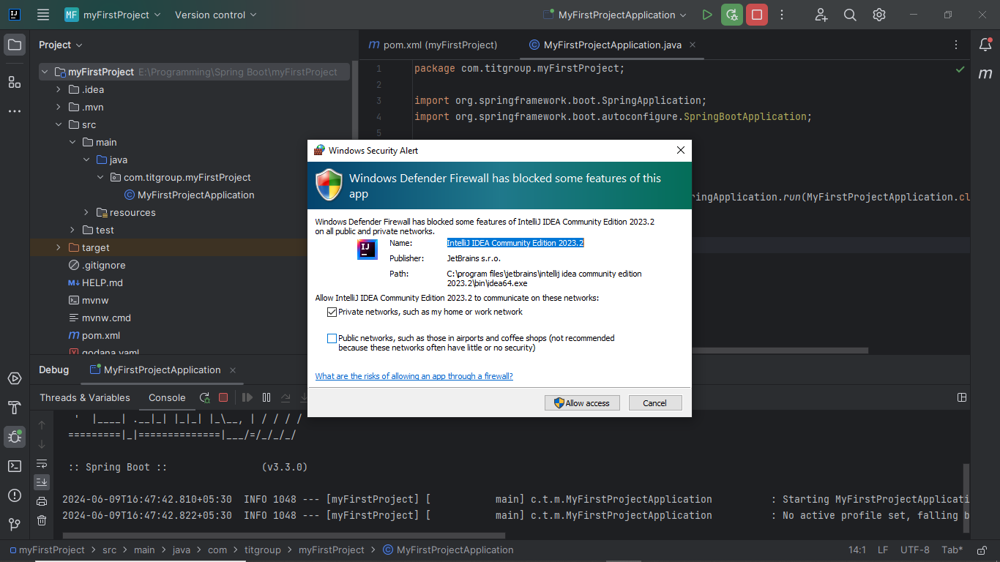 MF myFirstProject Version control MyFirstProjectApplication
Project
pom.xml (myFirstProject) MyFirstProjectApplication.java
myFirstProject E:\Programming\Spring Boot\myFirstProject
.idea
.mvn
src
main
java
com.titgroup.myFirstProject
MyFirstProjectApplication
resources
test
target
.gitignore
HELP.md
mvnw
mvnw.cmd
pom.xml
qodana.yaml
1 package com.titgroup.myFirstProject;
2
3 import org.springframework.boot.SpringApplication;
4 import org.springframework.boot.autoconfigure.SpringBootApplication;
5
ringApplication.run(MyFirstProjectApplication.cl
Windows Security Alert
Windows Defender Firewall has blocked some features of this
app
Windows Defender Firewall has blocked some features of IntelliJ IDEA Community Edition 2023.2
on all public and private networks.
Name: IntelliJ IDEA Community Edition 2023.2
Publisher: JetBrains s.r.o.
Path: C:\program files\jetbrains\intellij idea community edition
2023.2\bin\idea64.exe
Allow IntelliJ IDEA Community Edition 2023.2 to communicate on these networks:
Private networks, such as my home or work network
Public networks, such as those in airports and coffee shops (not recommended
because these networks often have little or no security)
What are the risks of allowing an app through a firewall?
Allow access Cancel
Debug MyFirstProjectApplication
Threads & Variables Console
' |____| .__|_| |_|_| |_\__, | / / / /
=========|_|==============|___/=/_/_/_/
:: Spring Boot :: (v3.3.0)
2024-06-09T16:47:42.810+05:30 INFO 1048 --- [myFirstProject] [ main] c.t.m.MyFirstProjectApplication : Starting MyFirstProjectApplicati
2024-06-09T16:47:42.822+05:30 INFO 1048 --- [myFirstProject] [ main] c.t.m.MyFirstProjectApplication : No active profile set, falling b
myFirstProject > src > main > java > com > titgroup > myFirstProject > MyFirstProjectApplication 14:1 LF UTF-8 Tab*